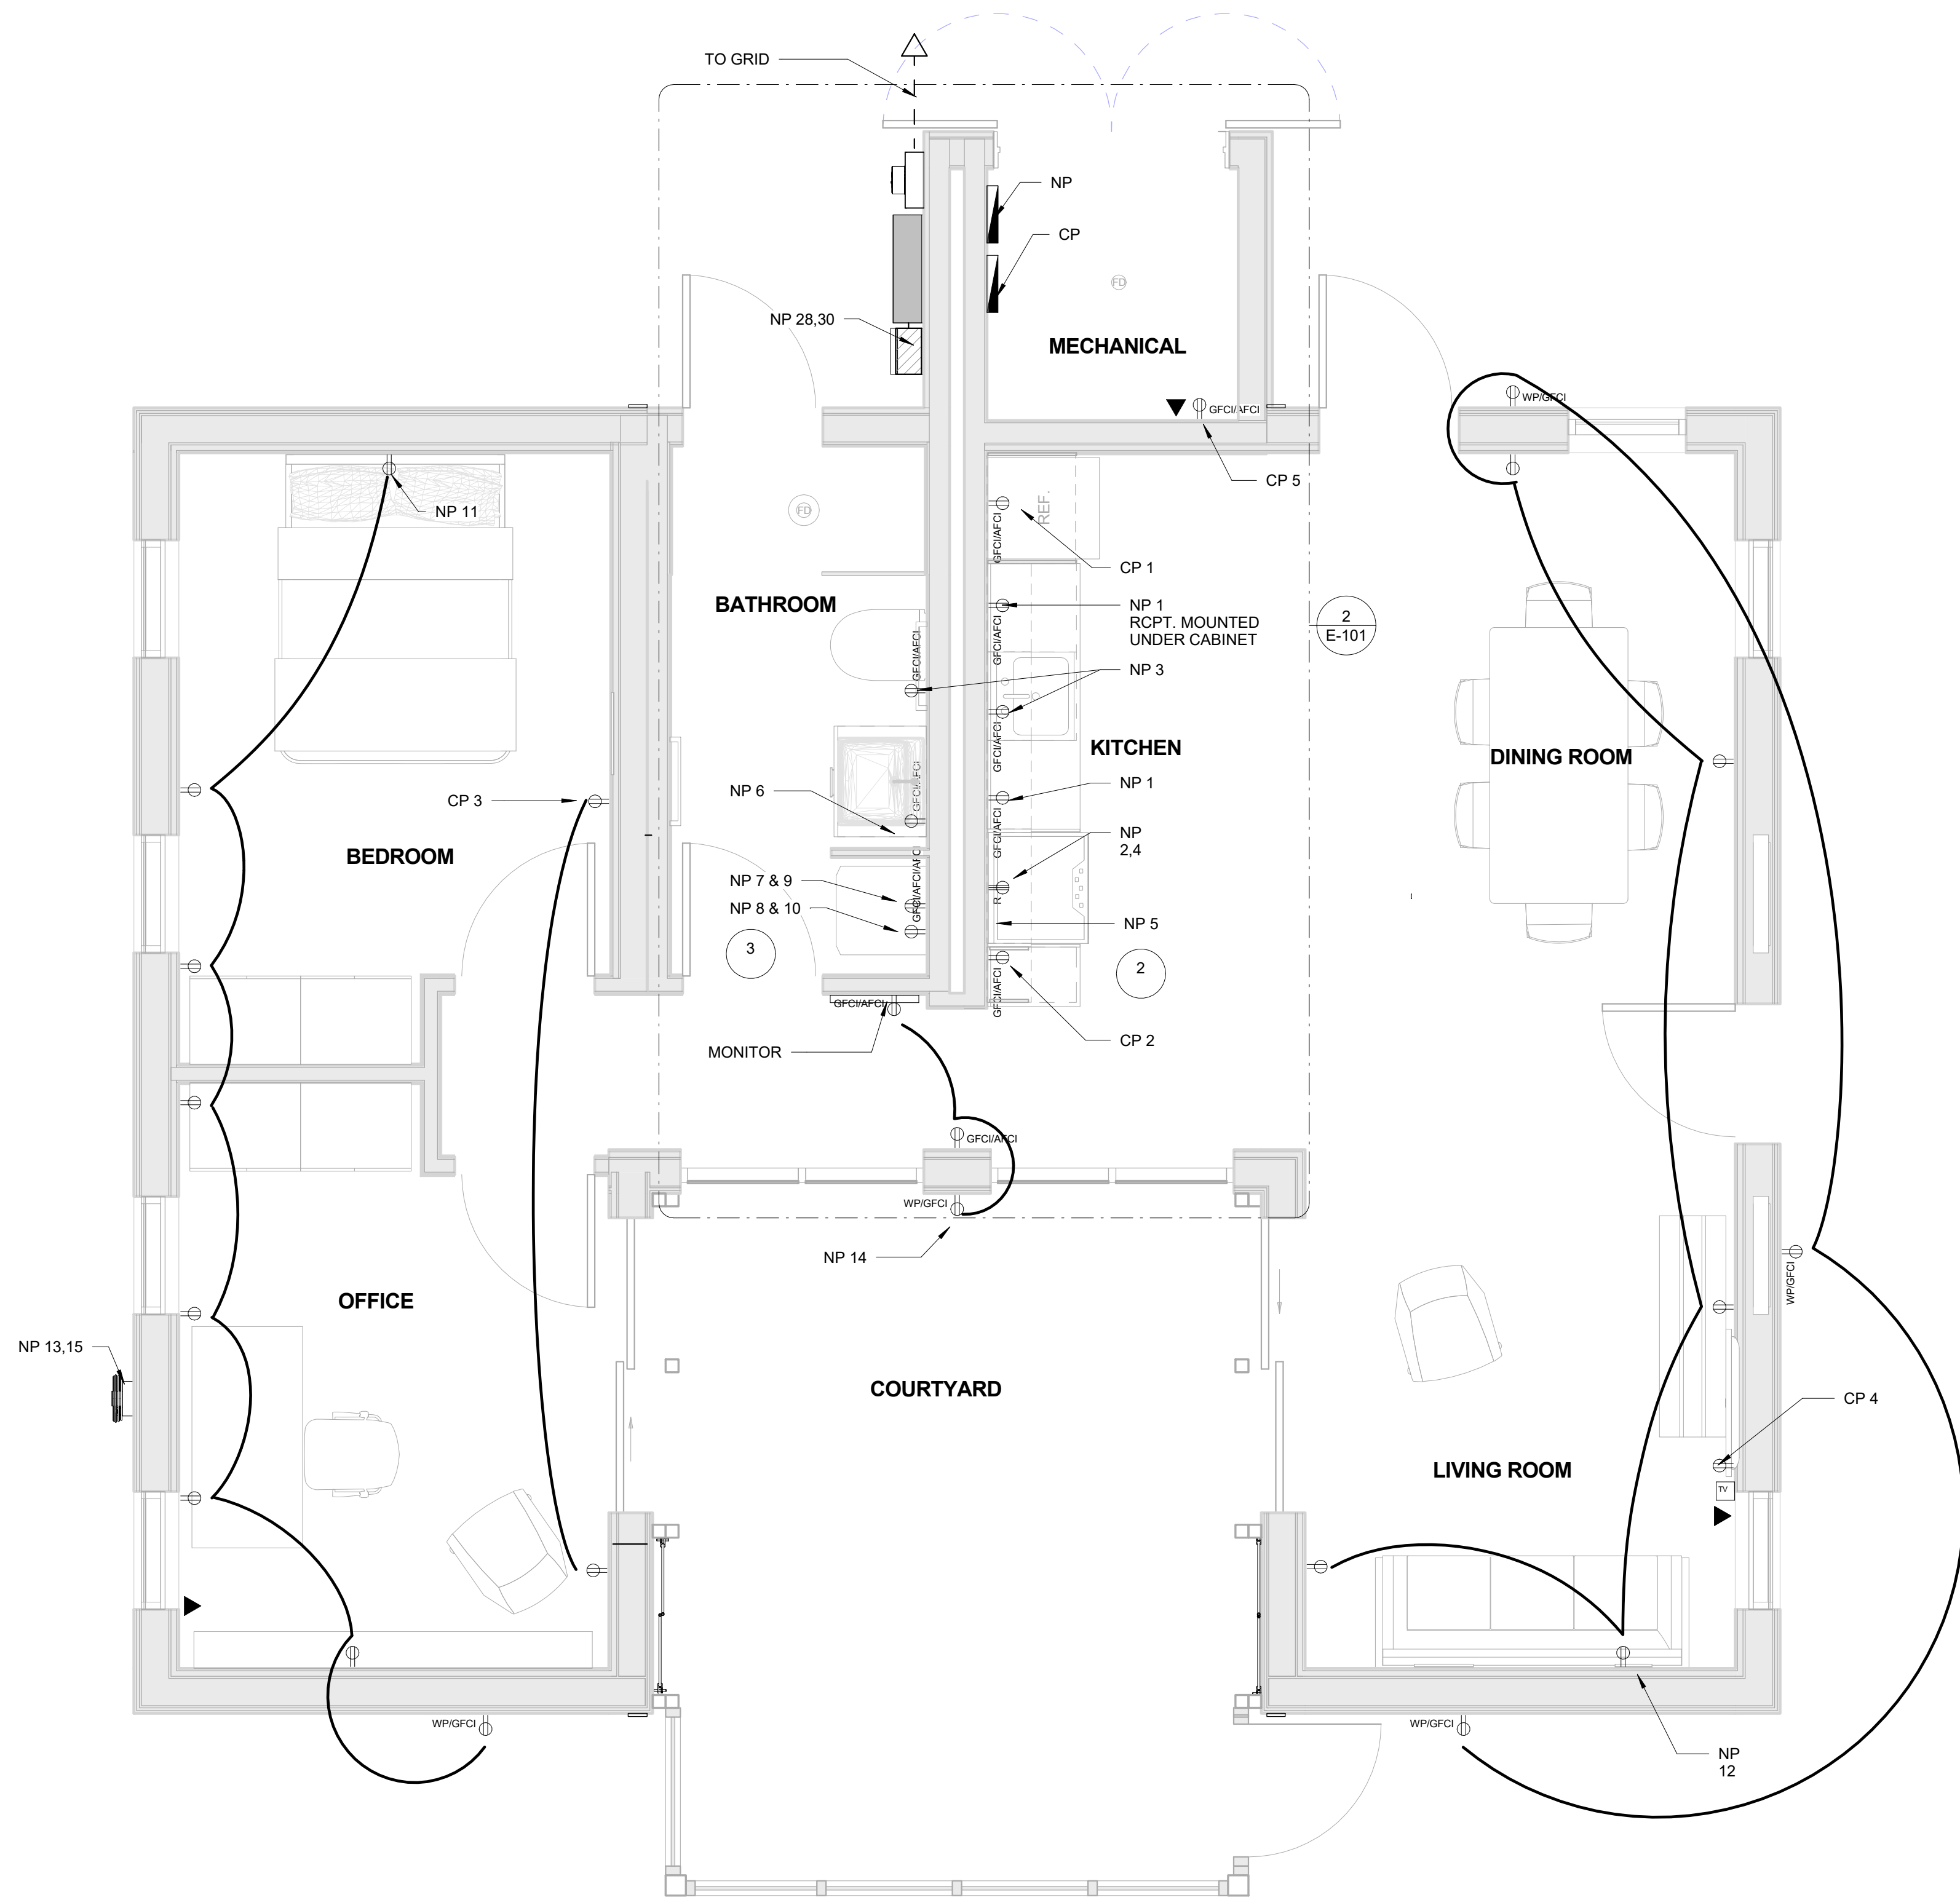 TO GRID
NP
CP
FD
NP 28,30
MECHANICAL
GFCI/AFCI
WP/GFCI
CP 5
NP 11
REF.
FD
GFCI/AFCI
CP 1
BATHROOM
NP 1
RCPT. MOUNTED
UNDER CABINET
2
E-101
GFCI/AFCI
GFCI/AFCI
NP 3
GFCI/AFCI
KITCHEN
DINING ROOM
NP 6
GFCI/AFCI
NP 1
CP 3
GFCI/AFCI
NP
2,4
BEDROOM
NP 7 & 9
GFCI/AFCI/AFCI
NP 8 & 10
R
NP 5
3
2
GFCI/AFCI
GFCI/AFCI
MONITOR
CP 2
GFCI/AFCI
WP/GFCI
NP 14
WP/GFCI
OFFICE
NP 13,15
COURTYARD
CP 4
LIVING ROOM
TV
WP/GFCI
WP/GFCI
NP
12